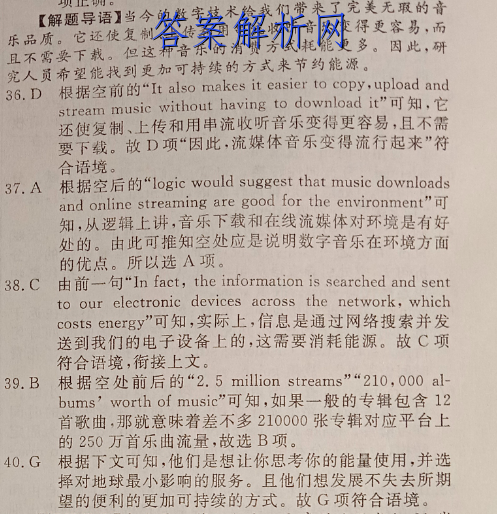 项正确。
【解题导语】当今的数字技术给我们带来了完美无瑕的音
乐品质。它还使复制、上传 音 得更容易,而
且不需要下载。但这种音乐的消费方式耗能更多。因此,研
究人员希望能找到更加可持续的方式来节约能源。
答案解析网
36. D 根据空前的“It also makes it easier to copy, upload and
stream music without having to download it”可知,它
还使复制、上传和用串流收听音乐变得更容易,且不需
要下载。故 D 项“因此,流媒体音乐变得流行起来”符
合语境。
37. A 根据空后的“logic would suggest that music downloads
and online streaming are good for the environment”可
知,从逻辑上讲,音乐下载和在线流媒体对环境是有好
处的。由此可推知空处应是说明数字音乐在环境方面
的优点。所以选 A 项。
38. C 由前一句“In fact, the information is searched and sent
to our electronic devices across the network, which
costs energy”可知,实际上,信息是通过网络搜索并发
送到我们的电子设备上的,这需要消耗能源。故 C 项
符合语境,衔接上文。
39. B 根据空处前后的“2. 5 million streams”“210, 000 al-
bums’ worth of music”可知,如果一般的专辑包含 12
首歌曲,那就意味着差不多 210000 张专辑对应平台上
的 250 万首乐曲流量,故选 B 项。
40. G 根据下文可知,他们是想让你思考你的能量使用,并选
择对地球最小影响的服务。且他们想发展不失去所期
望的便利的更加可持续的方式。故 G 项符合语境。